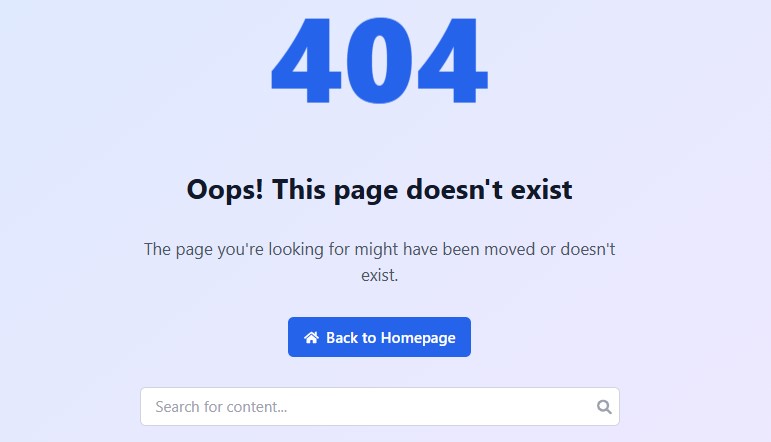 404
Oops! This page doesn't exist
The page you're looking for might have been moved or doesn't
exist.
Back to Homepage
Search for content...